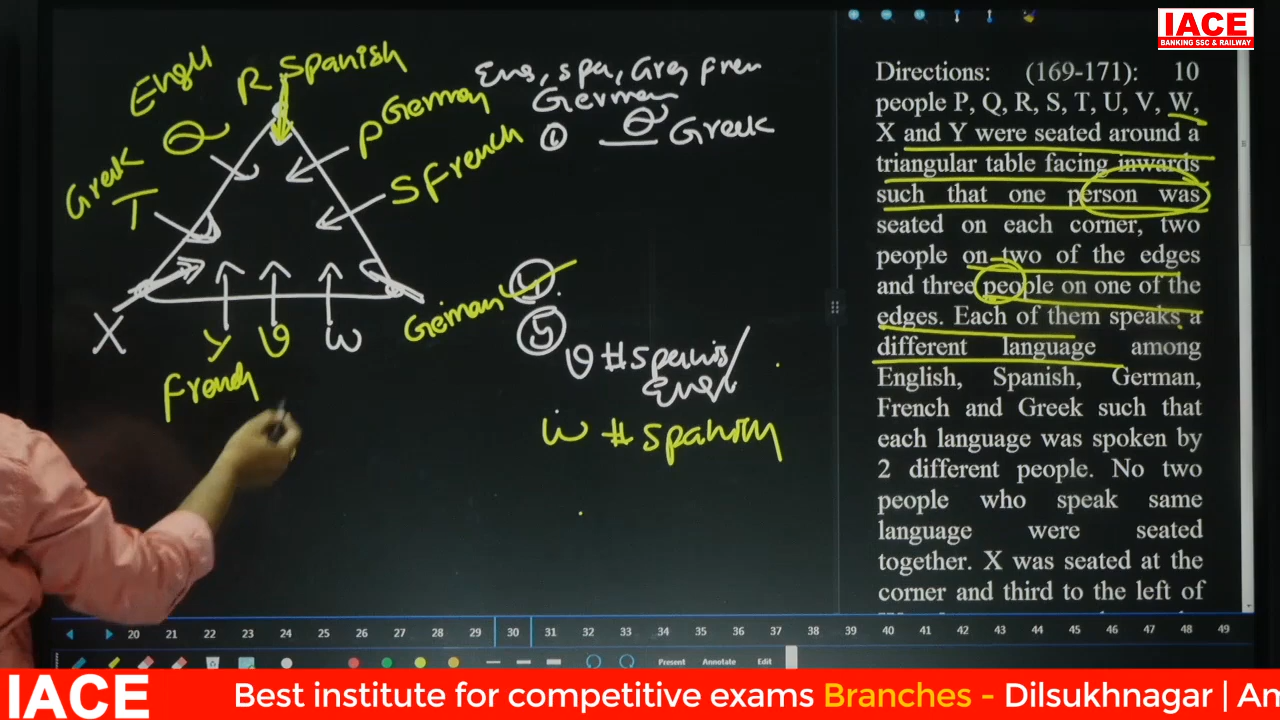 IACE
BANKING SSC & RAILWAY
Directions: (169-171): 10
people P, Q, R, S, T, U, V, W,
X and Y were seated around a
triangular table facing inwards
such that one person was
seated on each corner, two
people on two of the edges
and three people on one of the
edges. Each of them speaks a
different language among
English, Spanish, German,
French and Greek such that
each language was spoken by
2 different people. No two
people who speak same
language were seated
together. X was seated at the
corner and third to the left of
R Spanish
P German
S French
Greek
T
X
Y
French
W
German
Greek
German
20 21 22 23 24 25 26 27 28 29 30 31 32 33 34 35 36 37 38 39 40 41 42 43 44 45 46 47 48 49
Present Annotate Edit
IACE
Best institute for competitive exams Branches - Dilsukhnagar | An